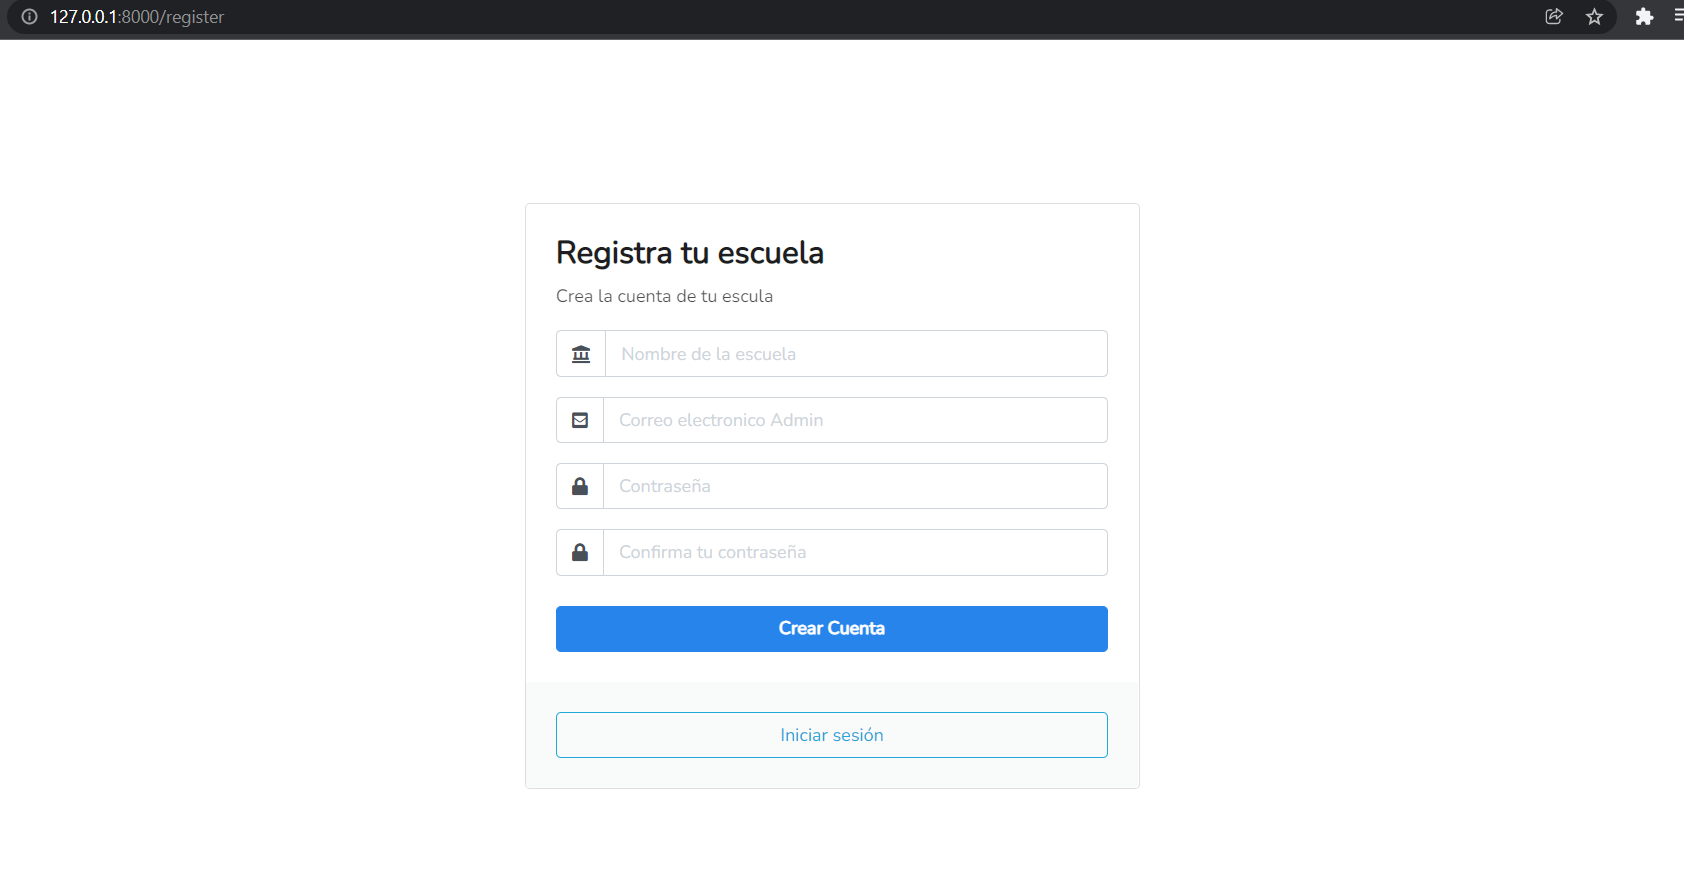 127.0.0.1:8000/register
Registra tu escuela
Crea la cuenta de tu escula
Nombre de la escuela
Correo electronico Admin
Contraseña
Confirma tu contraseña
Crear Cuenta
Iniciar sesión